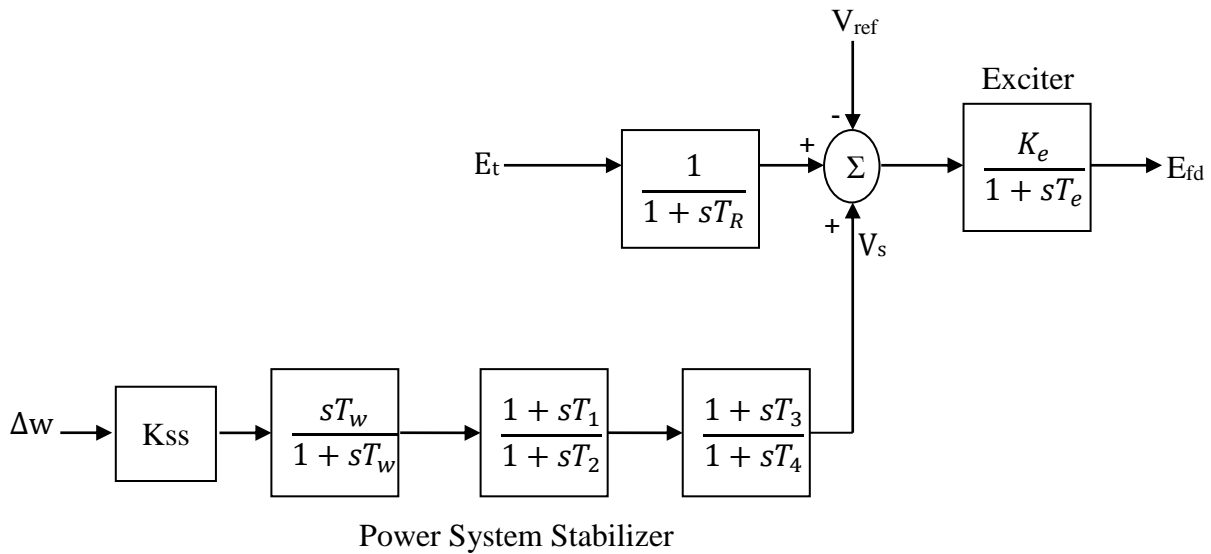 V_ref
Exciter
-
+
E_t
1
1 + sT_R
Σ
K_e
1 + sT_e
E_fd
+
V_s
Δw
Kss
sT_w
1 + sT_w
1 + sT_1
1 + sT_2
1 + sT_3
1 + sT_4
Power System Stabilizer